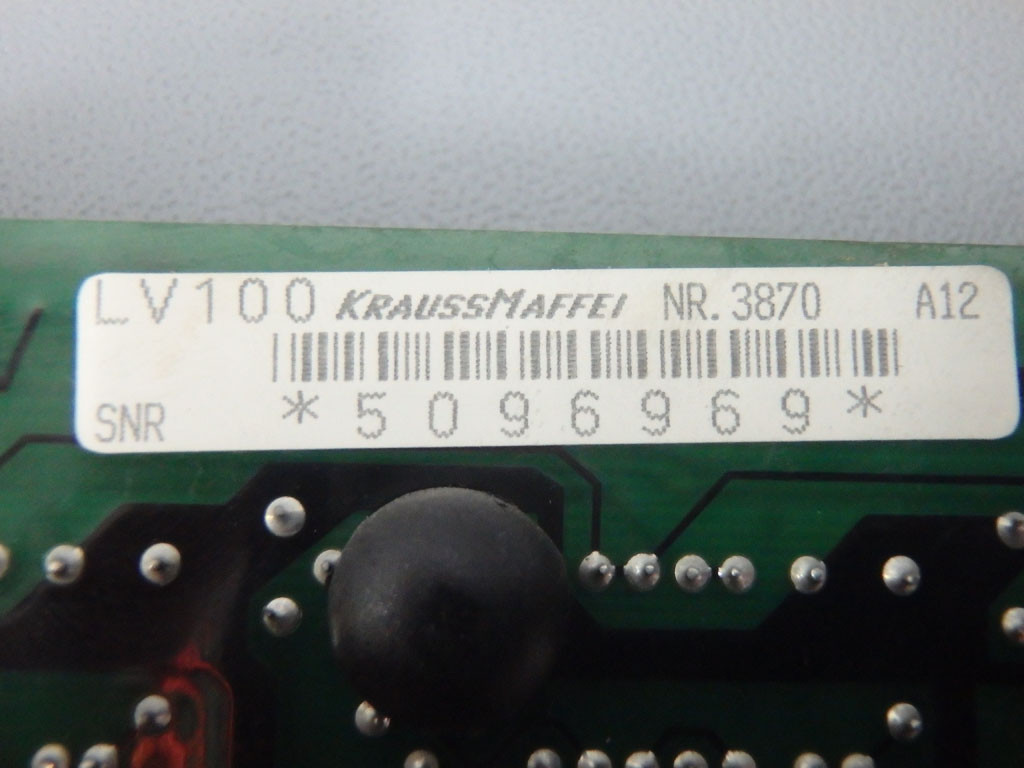 LV100 KRAUSSMAFFEI NR. 3870 A12
SNR *5096969*